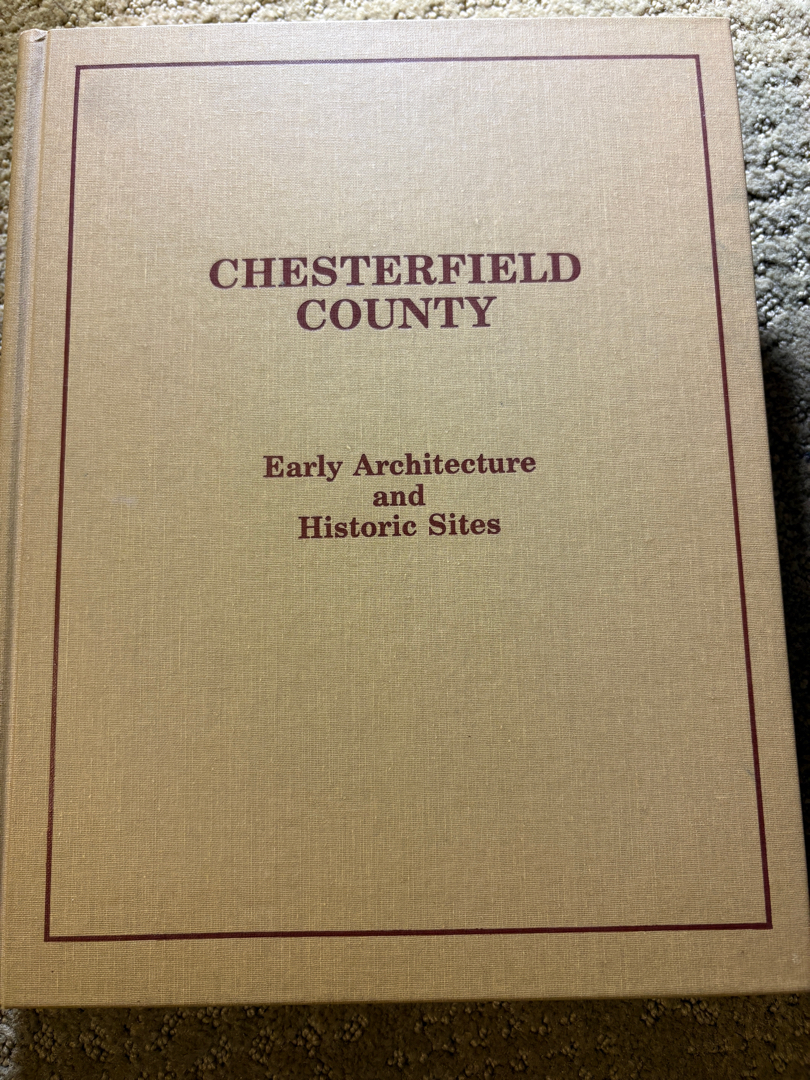 CHESTERFIELD
COUNTY
Early Architecture
and
Historic Sites